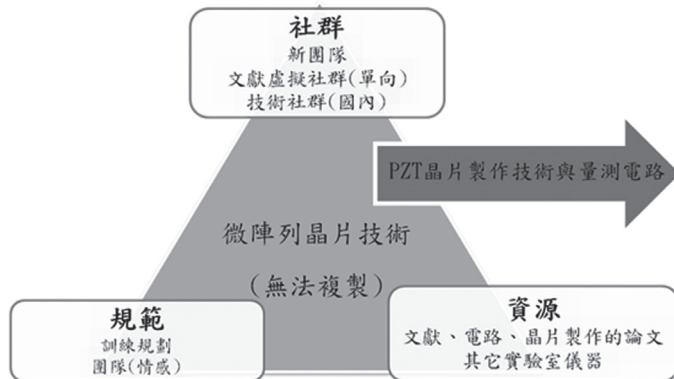 社群
新團隊
文獻虛擬社群(單向)
技術社群(國內)
PZT晶片製作技術與量測電路
微陣列晶片技術
(無法複製)
規範
訓練規劃
團隊(情感)
資源
文獻、電路、晶片製作的論文
其它實驗室儀器